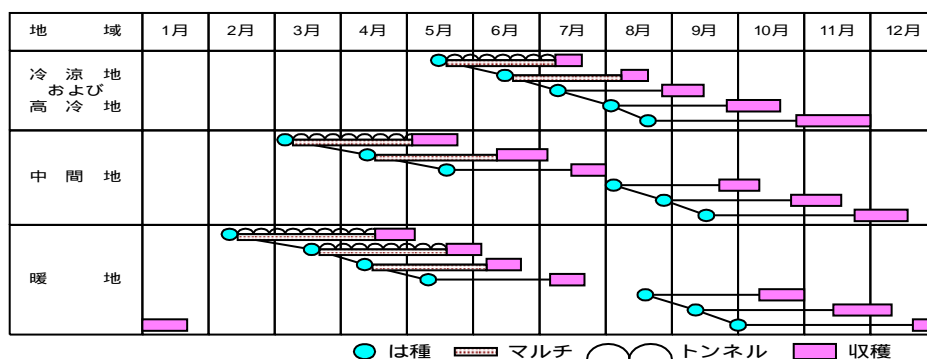 地域 1月 2月 3月 4月 5月 6月 7月 8月 9月 10月 11月 12月
冷涼地
および
高冷地
中間地
暖地
は種 マルチ トンネル 収穫